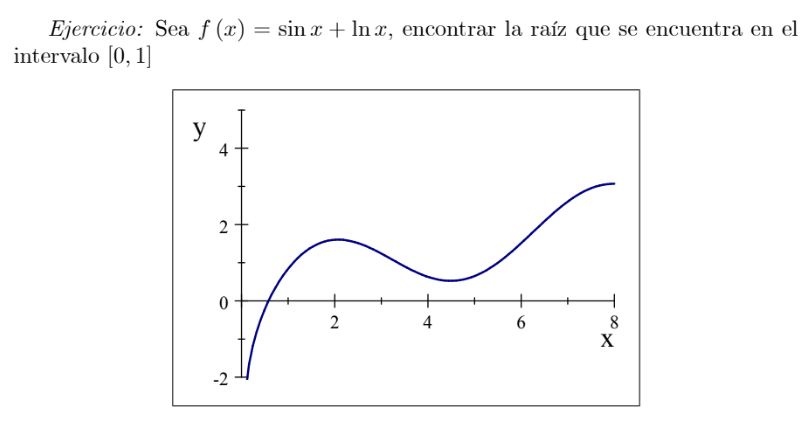 Ejercicio: Sea f (x) = sin x + ln x, encontrar la raíz que se encuentra en el
intervalo [0, 1]
y
4
2
0
2
4
6
8
x
-2